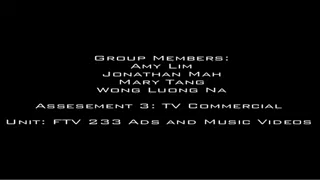 Group Members:
Amy Lim
Jonathan Mah
Mary Tang
Wong Luong Na
Assesement 3: TV Commercial
Unit: FTV 233 Ads and Music Videos